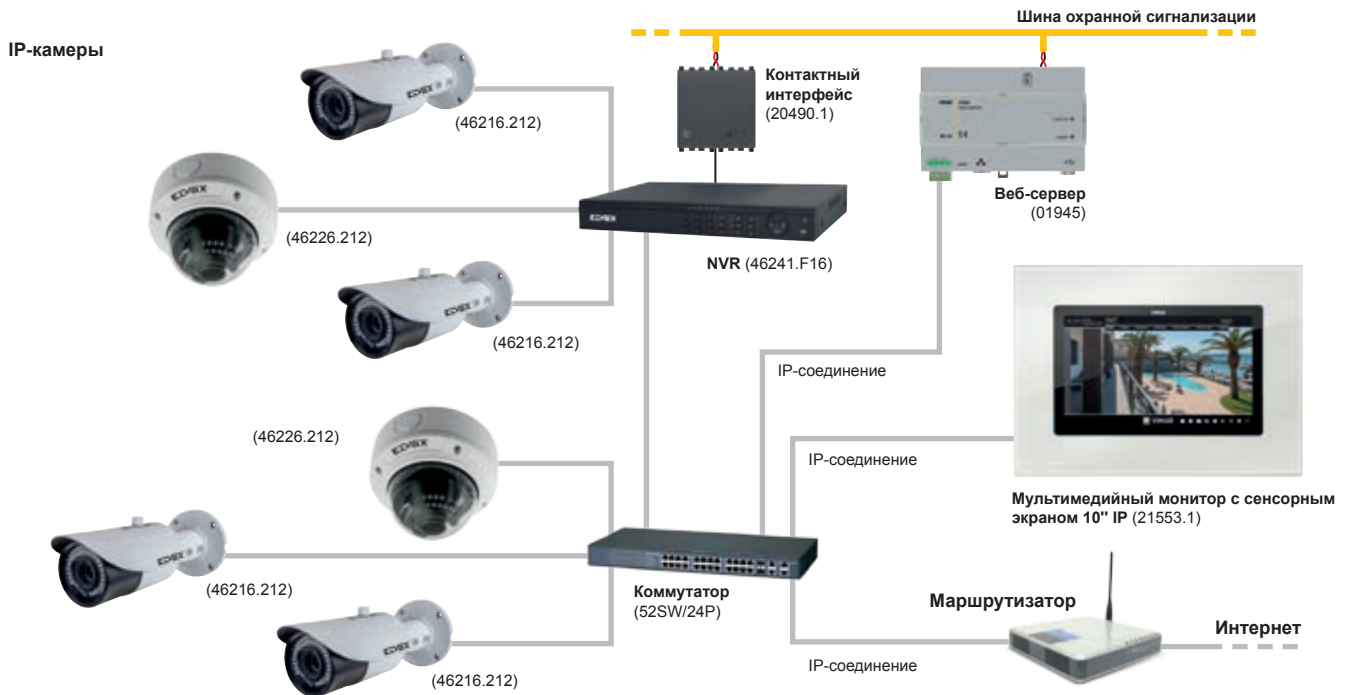 Шина охранной сигнализации
IP-камеры
Контактный
интерфейс
(20490.1)
(46216.212)
Веб-сервер
(01945)
(46226.212)
NVR (46241.F16)
(46216.212)
IP-соединение
(46226.212)
IP-соединение
Мультимедийный монитор с сенсорным
экраном 10" IP (21553.1)
(46216.212)
Коммутатор
(52SW/24P)
Маршрутизатор
Интернет
IP-соединение
(46216.212)